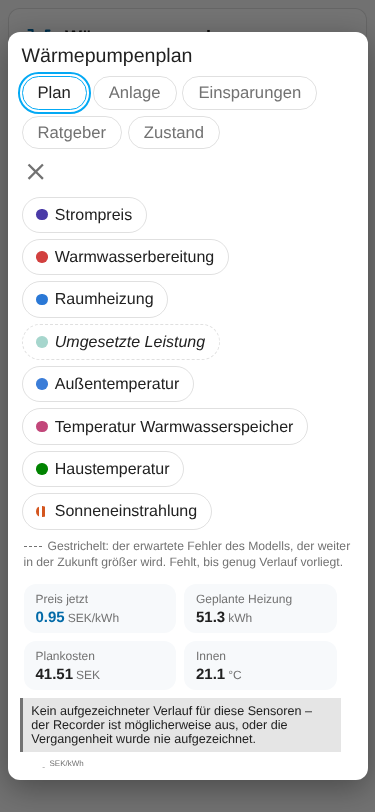 Wärmepumpenplan
Plan Anlage Einsparungen
Ratgeber Zustand
Strompreis
Warmwasserbereitung
Raumheizung
Umgesetzte Leistung
Außentemperatur
Temperatur Warmwasserspeicher
Haustemperatur
Sonneneinstrahlung
Gestrichelt: der erwartete Fehler des Modells, der weiter
in der Zukunft größer wird. Fehlt, bis genug Verlauf vorliegt.
Preis jetzt
0.95 SEK/kWh
Geplante Heizung
51.3 kWh
Plankosten
41.51 SEK
Innen
21.1 °C
Kein aufgezeichneter Verlauf für diese Sensoren –
der Recorder ist möglicherweise aus, oder die
Vergangenheit wurde nie aufgezeichnet.
SEK/kWh